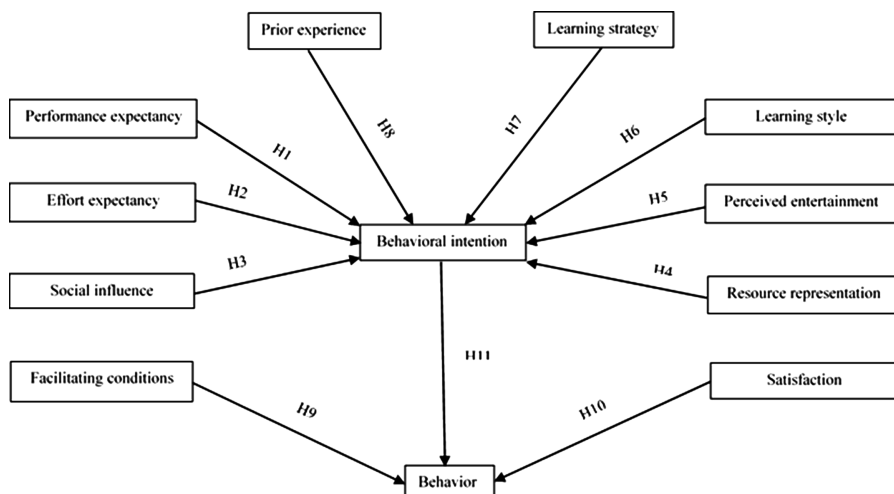 Prior experience
Learning strategy
Performance expectancy
H8
H7
Learning style
H1
H6
Effort expectancy
H2
H5
Perceived entertainment
Behavioral intention
Social influence
H3
H4
Resource representation
H11
Facilitating conditions
Satisfaction
H9
H10
Behavior